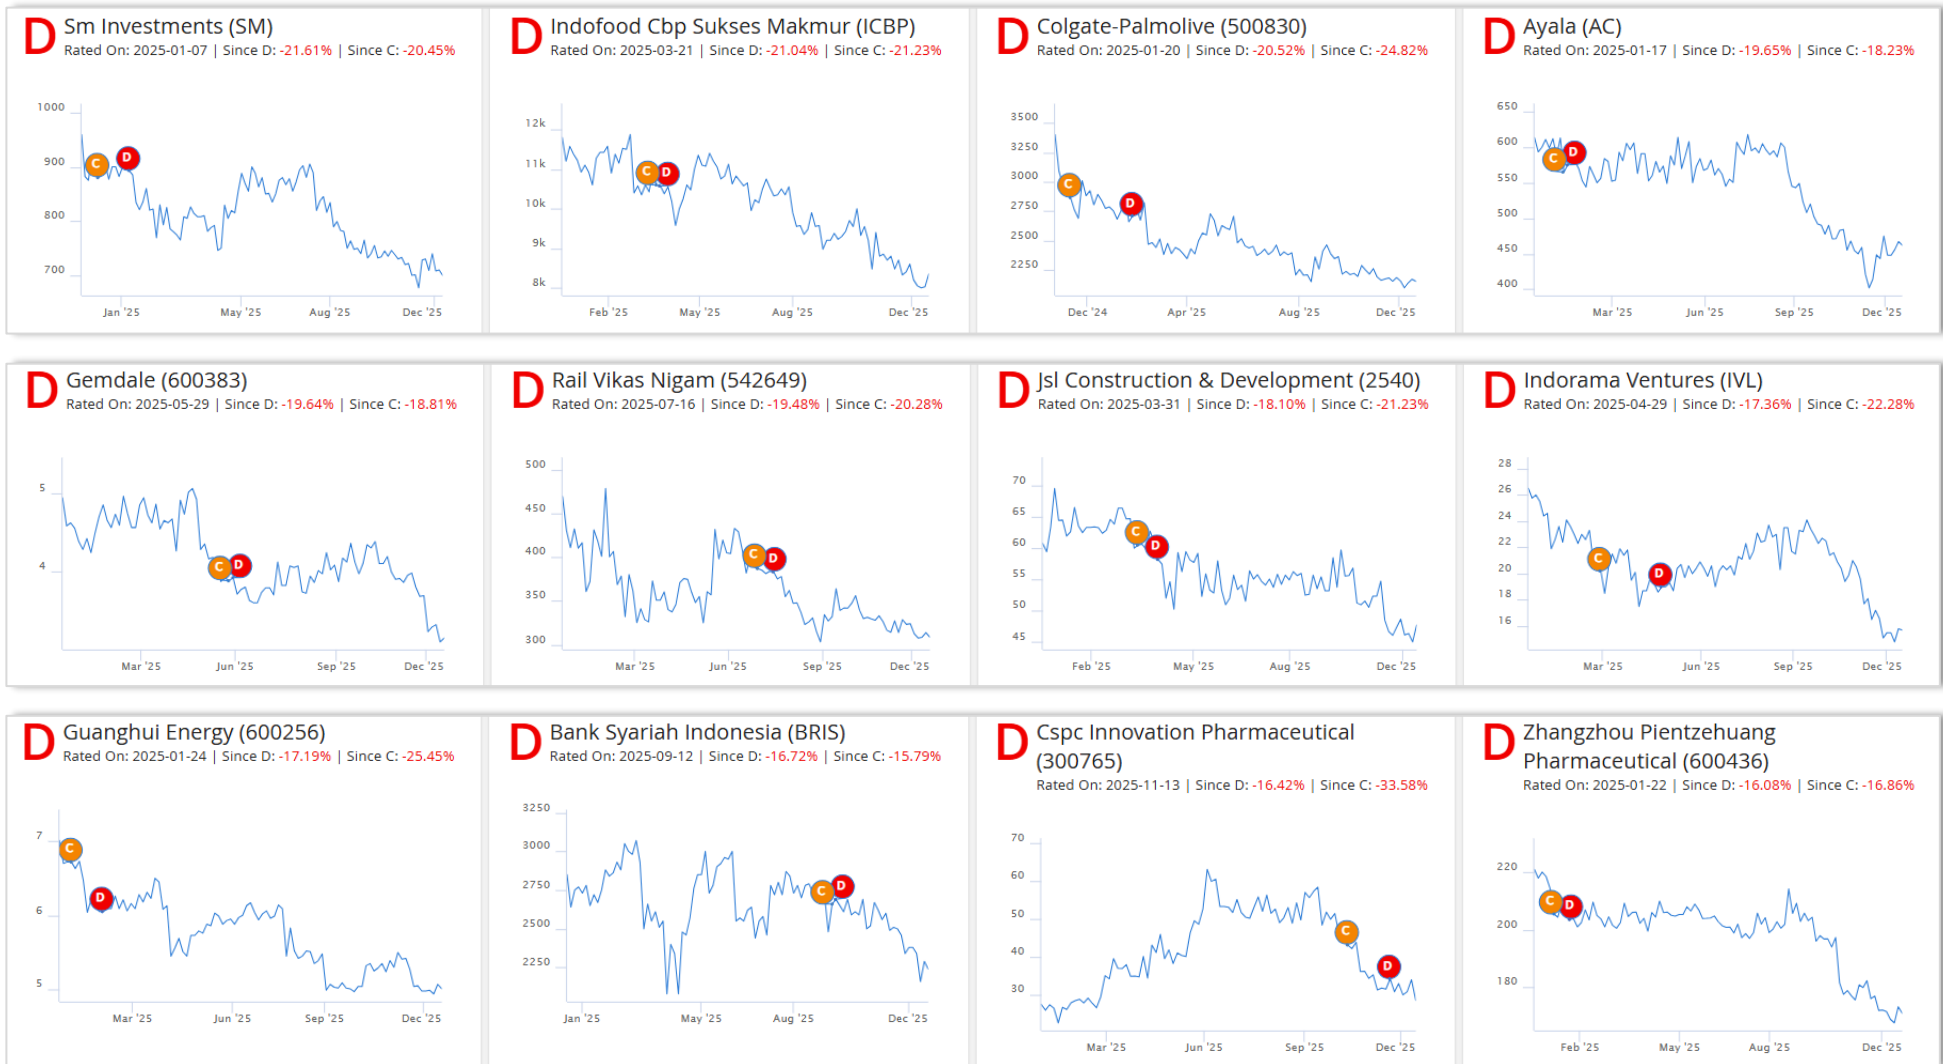 D Sm Investments (SM)
Rated On: 2025-01-07 | Since D: -21.61% | Since C: -20.45%
1000
900
800
700
C
D
Jan '25
May '25
Aug '25
Dec '25
D Indofood Cbp Sukses Makmur (ICBP)
Rated On: 2025-03-21 | Since D: -21.04% | Since C: -21.23%
12k
11k
10k
9k
8k
C
D
Feb '25
May '25
Aug '25
Dec '25
D Colgate-Palmolive (500830)
Rated On: 2025-01-20 | Since D: -20.52% | Since C: -24.82%
3500
3250
3000
2750
2500
2250
C
D
Dec '24
Apr '25
Aug '25
Dec '25
D Ayala (AC)
Rated On: 2025-01-17 | Since D: -19.65% | Since C: -18.23%
650
600
550
500
450
400
C
D
Mar '25
Jun '25
Sep '25
Dec '25
D Gemdale (600383)
Rated On: 2025-05-29 | Since D: -19.64% | Since C: -18.81%
5
4
C
D
Mar '25
Jun '25
Sep '25
Dec '25
D Rail Vikas Nigam (542649)
Rated On: 2025-07-16 | Since D: -19.48% | Since C: -20.28%
500
450
400
350
300
C
D
Mar '25
Jun '25
Sep '25
Dec '25
D Jsl Construction & Development (2540)
Rated On: 2025-03-31 | Since D: -18.10% | Since C: -21.23%
70
65
60
55
50
45
C
D
Feb '25
May '25
Aug '25
Dec '25
D Indorama Ventures (IVL)
Rated On: 2025-04-29 | Since D: -17.36% | Since C: -22.28%
28
26
24
22
20
18
16
C
D
Mar '25
Jun '25
Sep '25
Dec '25
D Guanghui Energy (600256)
Rated On: 2025-01-24 | Since D: -17.19% | Since C: -25.45%
7
6
5
C
D
Mar '25
Jun '25
Sep '25
Dec '25
D Bank Syariah Indonesia (BRIS)
Rated On: 2025-09-12 | Since D: -16.72% | Since C: -15.79%
3250
3000
2750
2500
2250
C
D
Jan '25
May '25
Aug '25
Dec '25
D Cspc Innovation Pharmaceutical
(300765)
Rated On: 2025-11-13 | Since D: -16.42% | Since C: -33.58%
70
60
50
40
30
C
D
Mar '25
Jun '25
Sep '25
Dec '25
D Zhangzhou Pientzehuang
Pharmaceutical (600436)
Rated On: 2025-01-22 | Since D: -16.08% | Since C: -16.86%
220
200
180
C
D
Feb '25
May '25
Aug '25
Dec '25